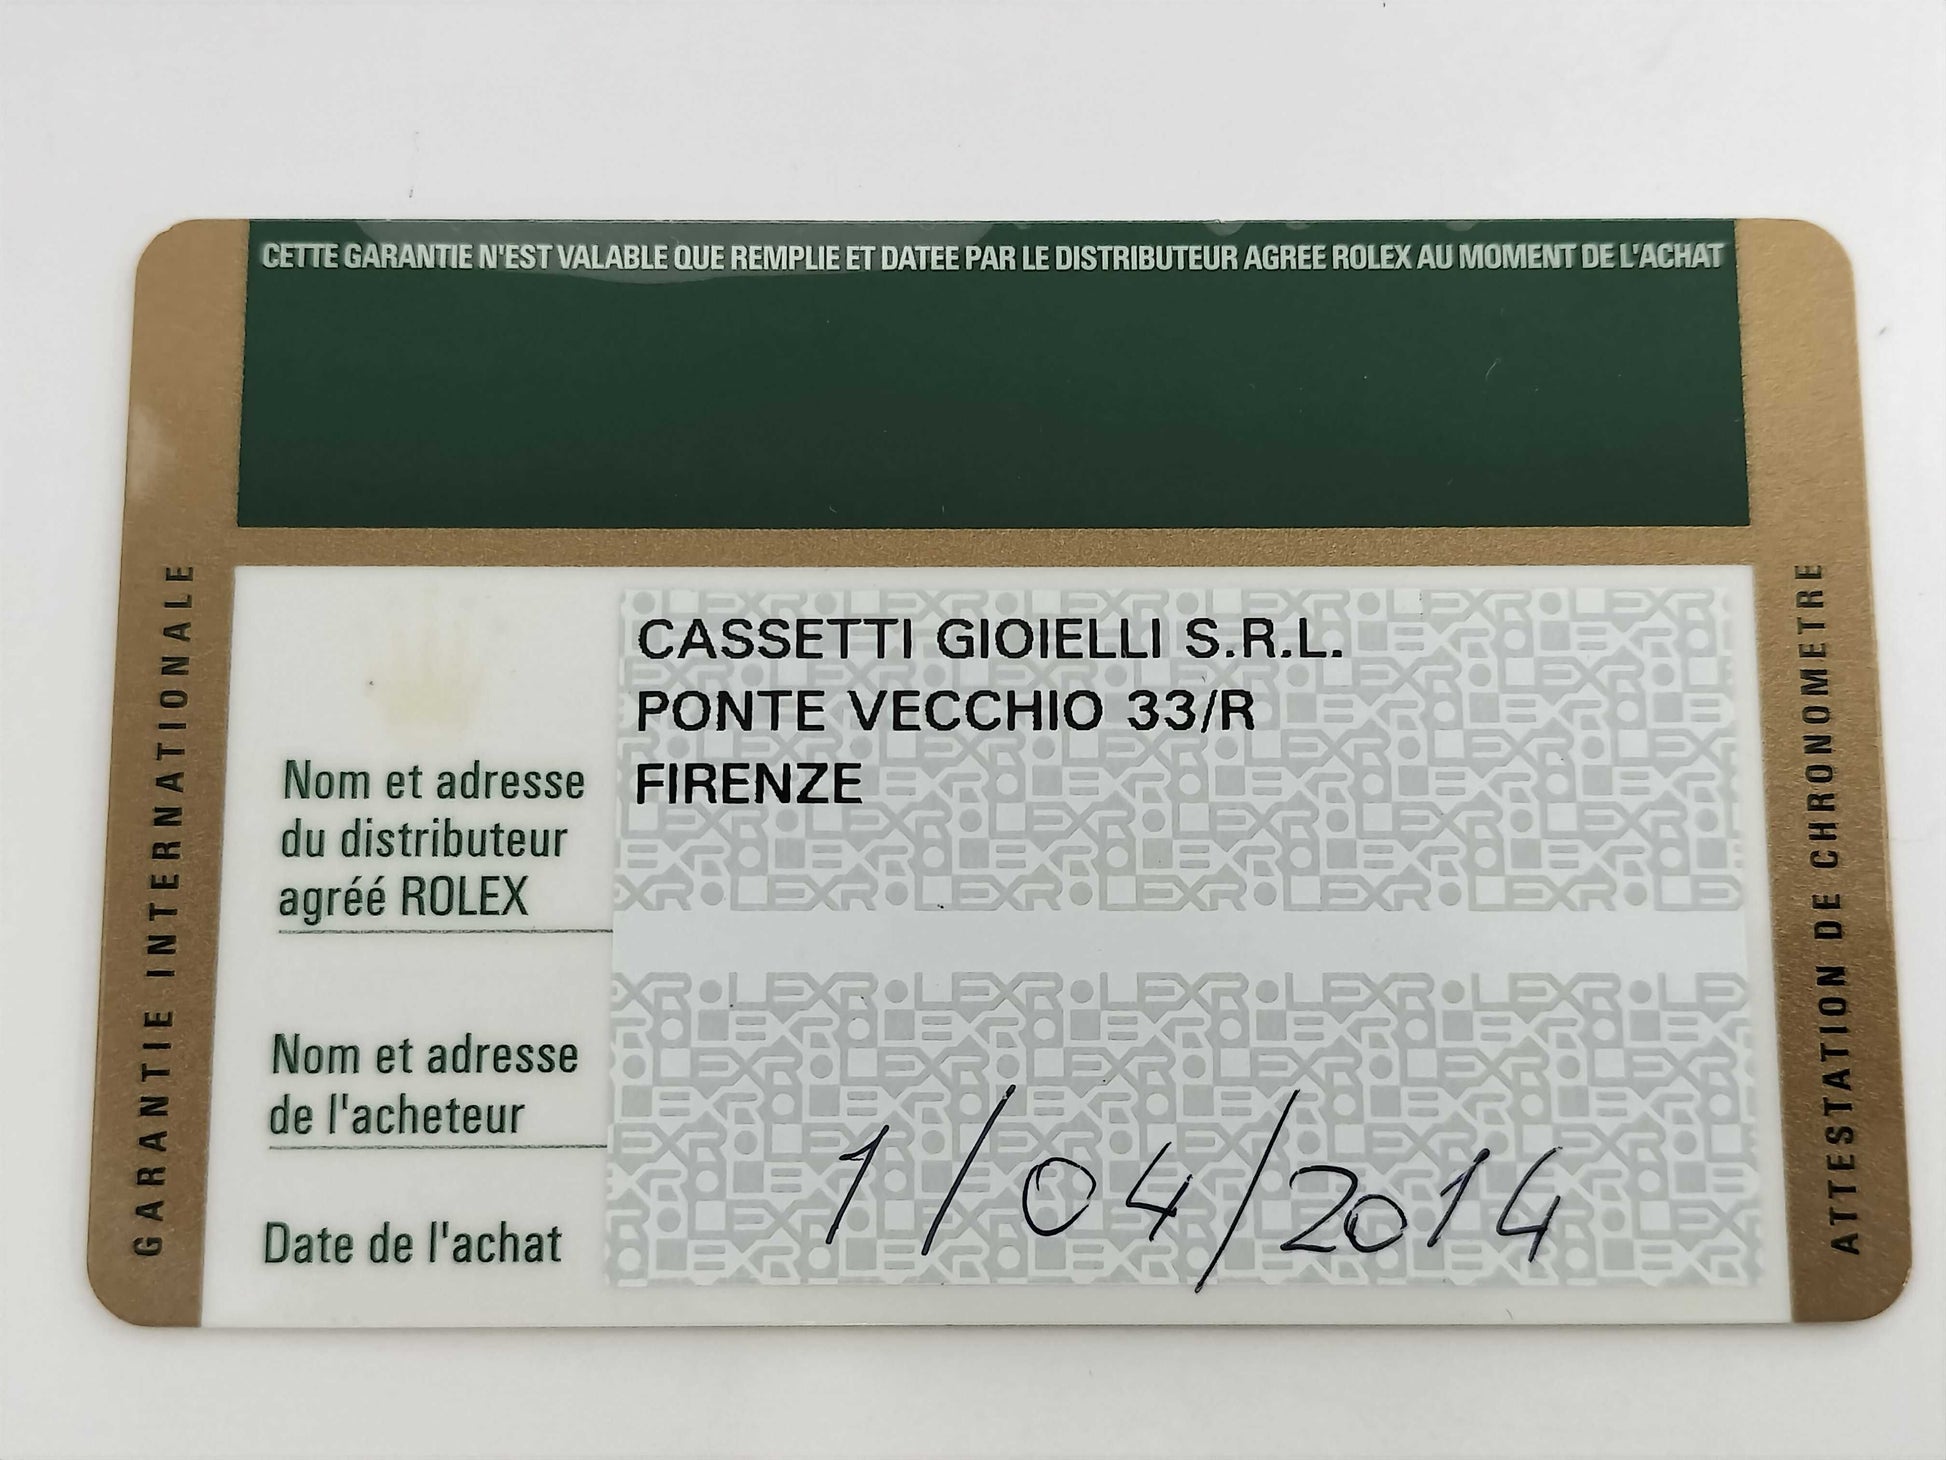 CETTE GARANTIE N'EST VALABLE QUE REMPLIE ET DATEE PAR LE DISTRIBUTEUR AGREE ROLEX AU MOMENT DE L'ACHAT
GARANTIE INTERNATIONALE
CASSETTI GIOIELLI S.R.L.
PONTE VECCHIO 33/R
FIRENZE
Nom et adresse
du distributeur
agréé ROLEX
Nom et adresse
de l'acheteur
Date de l'achat
1/04/2014
ATTESTATION DE CHRONOMETRE